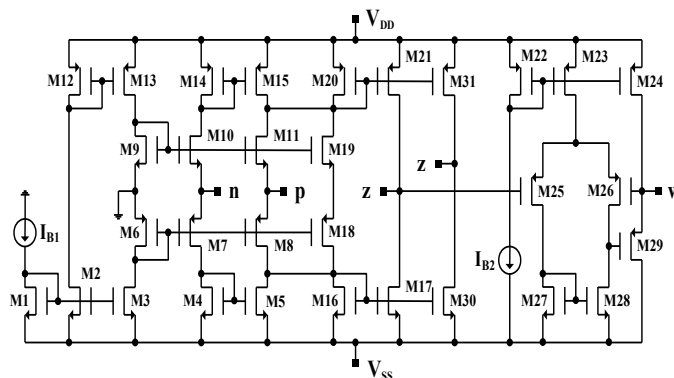 V_DD
M12 M13 M14 M15 M20 M21 M31 M22 M23 M24
M9 M10 M11 M19
z
n p z M25 M26 w
M6 M7 M8 M18 M29
I_B1 I_B2
M1 M2 M3 M4 M5 M16 M17 M30 M27 M28
V_SS